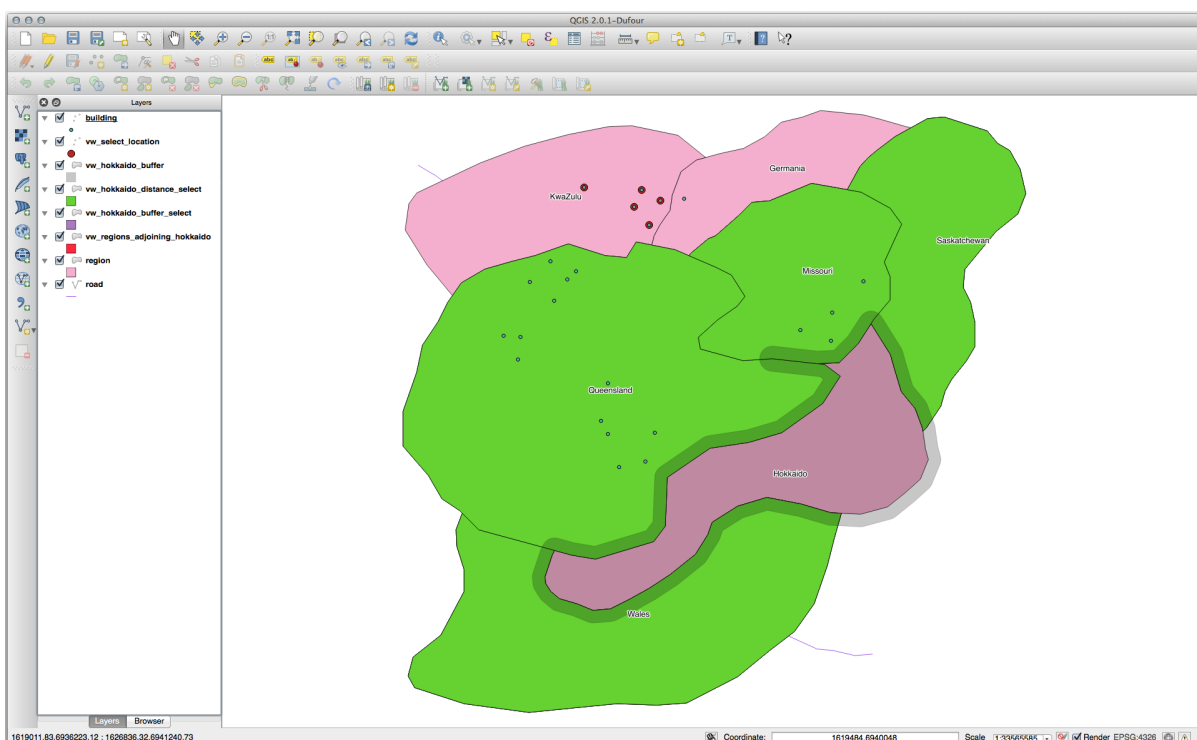 QGIS 2.0.1-Dufour
Layers
building
vw_select_location
vw_hokkaido_buffer
vw_hokkaido_distance_select
vw_hokkaido_buffer_select
vw_regions_adjoining_hokkaido
region
road
KwaZulu
Germania
Saskatchewan
Missouri
Queensland
Hokkaido
Wales
Layers
Browser
1619011.83,6936223.12 : 1626836.32,6941240.73
Coordinate:
1619484,6940048
Scale
1:33565585
Render
EPSG:4326